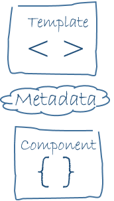 Template
< >
Metadata
Component
{ }